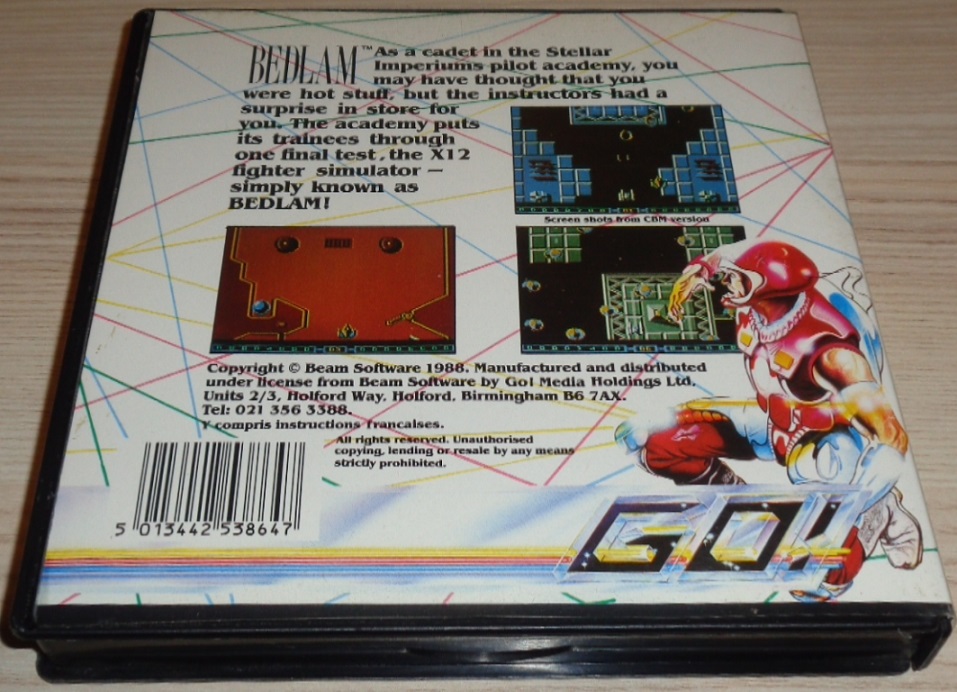 BEDLAM™ As a cadet in the Stellar
Imperiums pilot academy, you
may have thought that you
were hot stuff, but the instructors had a
surprise in store for
you. The academy puts
its trainees through
one final test, the X12
fighter simulator —
simply known as
BEDLAM!
Screen shots from CBM version
Copyright © Beam Software 1988. Manufactured and distributed
under license from Beam Software by Go! Media Holdings Ltd,
Units 2/3, Holford Way, Holford, Birmingham B6 7AX.
Tel: 021 356 3388.
Y compris instructions francaises.
All rights reserved. Unauthorised
copying, lending or resale by any means
strictly prohibited.
5 013442 538647
GO!